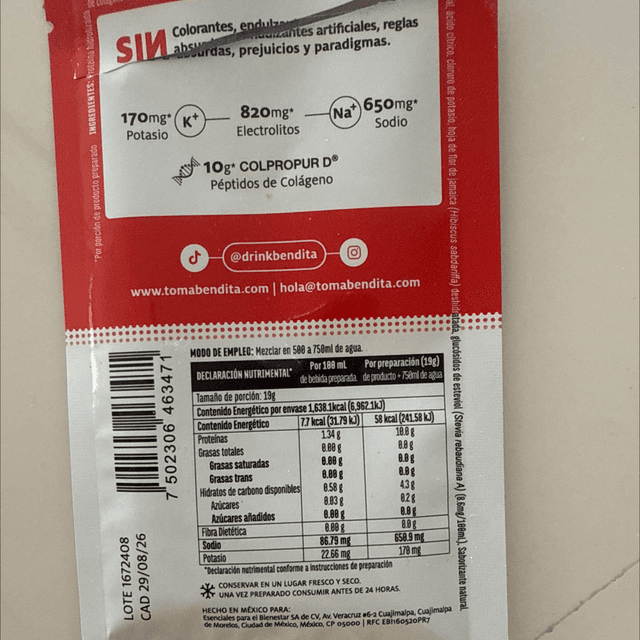 SIN Colorantes, endulzantes artificiales, reglas
absurdas, prejuicios y paradigmas.
170mg* K+ 820mg* Na+ 650mg*
Potasio Electrolitos Sodio
10g* COLPROPUR D®
Péptidos de Colágeno
@drinkbendita
www.tomabendita.com | hola@tomabendita.com
*Por porción de producto preparado INGREDIENTES: Proteína hidrolizada de
ácido cítrico, cloruro de potasio, hoja de flor de jamaica (Hibiscus sabdariffa) deshidratada, glucósidos de esteviol (Stevia rebaudiana A) (8.6mg/100ml), Saborizante natural.
MODO DE EMPLEO: Mezclar en 500 a 750ml de agua.
DECLARACIÓN NUTRIMENTAL* Por 100 mL de bebida preparada Por preparación (19g) de producto + 750ml de agua
Tamaño de porción: 19g
Contenido Energético por envase 1,638.1kcal (6,962.1kJ)
Contenido Energético 7.7 kcal (31.79 kJ) 58 kcal (241.58 kJ)
Proteínas 1.34 g 10.0 g
Grasas totales 0.00 g 0.0 g
Grasas saturadas 0.00 g 0.0 g
Grasas trans 0.00 g 0.0 g
Hidratos de carbono disponibles 0.58 g 4.3 g
Azúcares 0.03 g 0.2 g
Azúcares añadidos 0.00 g 0.0 g
Fibra Dietética 0.00 g 0.0 g
Sodio 86.79 mg 650.9 mg
Potasio 22.66 mg 170 mg
*Declaración nutrimental conforme a instrucciones de preparación
CONSERVAR EN UN LUGAR FRESCO Y SECO.
UNA VEZ PREPARADO CONSUMIR ANTES DE 24 HORAS.
HECHO EN MÉXICO PARA:
Esenciales para el Bienestar SA de CV, Av. Veracruz #62 Cuajimalpa, Cuajimalpa
de Morelos, Ciudad de México, México, CP 05000 | RFC EBI160520PR7
7 502306 463471
LOTE 1672408
CAD 29/08/26